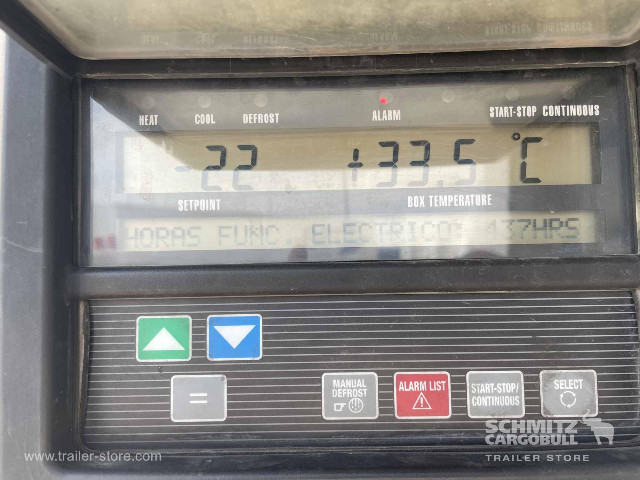 HEAT COOL DEFROST ALARM START-STOP CONTINUOUS
-22 +33.5 °C
SETPOINT BOX TEMPERATURE
HORAS FUNC. ELECTRICO: 437HRS
MANUAL DEFROST
ALARM LIST
START-STOP/ CONTINUOUS
SELECT
=
SCHMITZ CARGOBULL
TRAILER STORE
www.trailer-store.com